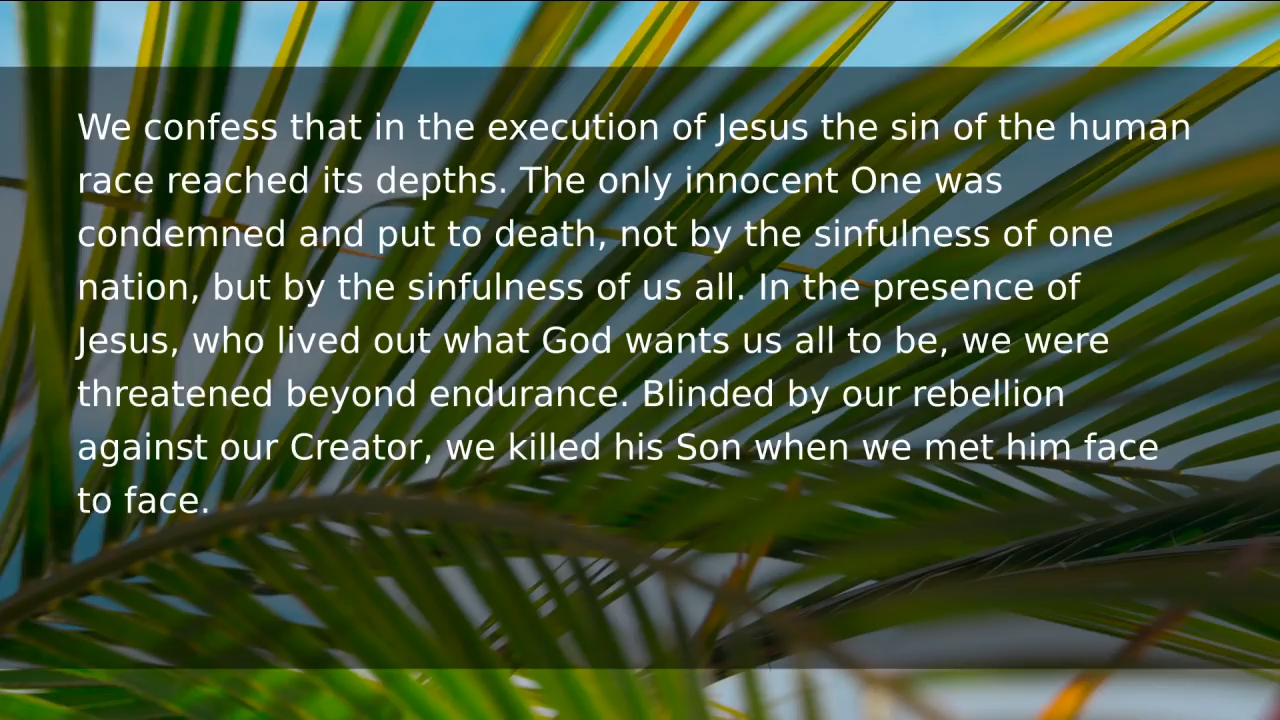 We confess that in the execution of Jesus the sin of the human
race reached its depths. The only innocent One was
condemned and put to death, not by the sinfulness of one
nation, but by the sinfulness of us all. In the presence of
Jesus, who lived out what God wants us all to be, we were
threatened beyond endurance. Blinded by our rebellion
against our Creator, we killed his Son when we met him face
to face.